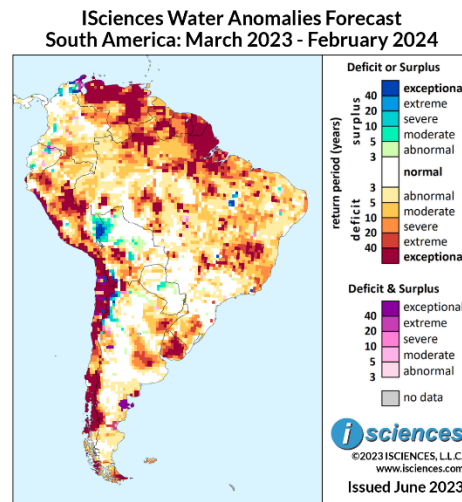 ISciences Water Anomalies Forecast
South America: March 2023 - February 2024
Deficit or Surplus
return period (years)
surplus
deficit
40
20
10
5
3
exceptiona
extreme
severe
moderate
abnormal
normal
3
5
10
20
40
abnormal
moderate
severe
extreme
exceptiona
Deficit & Surplus
40
20
10
5
3
exceptional
extreme
severe
moderate
abnormal
no data
i sciences
©2023 ISCIENCES, L.L.C.
www.isciences.com
Issued June 2023